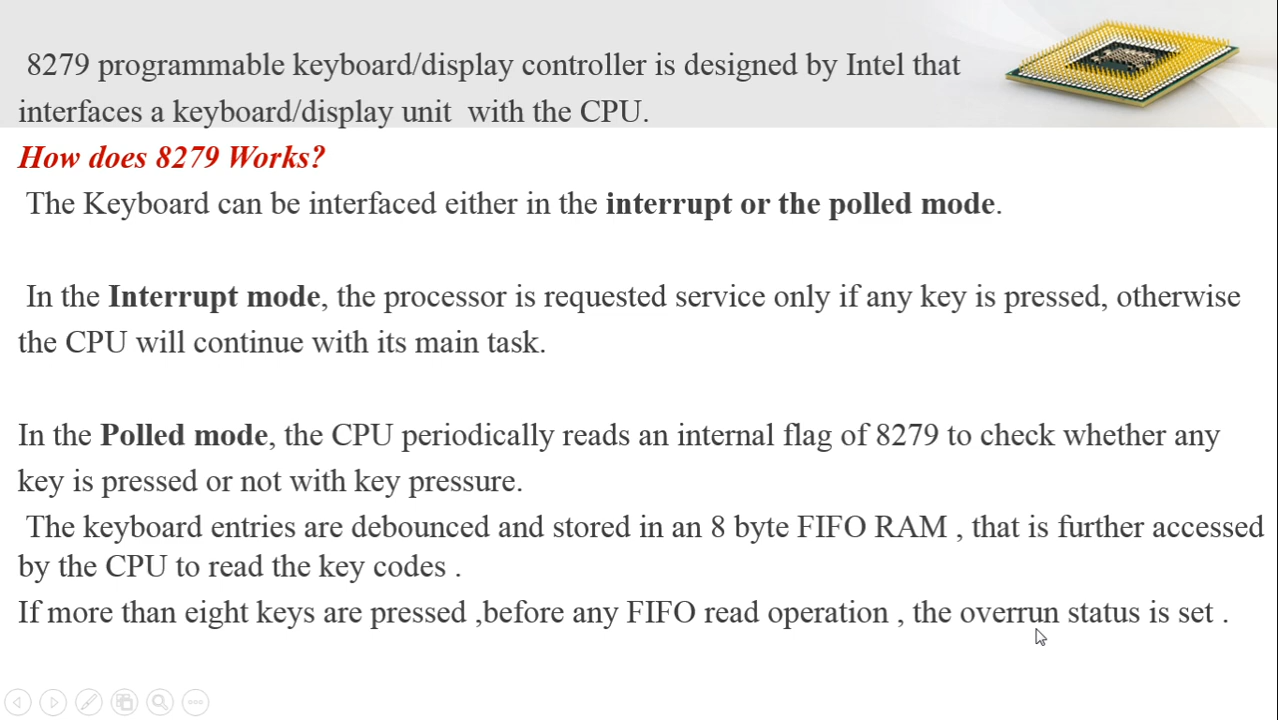 8279 programmable keyboard/display controller is designed by Intel that
interfaces a keyboard/display unit with the CPU.
How does 8279 Works?
The Keyboard can be interfaced either in the interrupt or the polled mode.
In the Interrupt mode, the processor is requested service only if any key is pressed, otherwise
the CPU will continue with its main task.
In the Polled mode, the CPU periodically reads an internal flag of 8279 to check whether any
key is pressed or not with key pressure.
The keyboard entries are debounced and stored in an 8 byte FIFO RAM , that is further accessed
by the CPU to read the key codes .
If more than eight keys are pressed ,before any FIFO read operation , the overrun status is set .